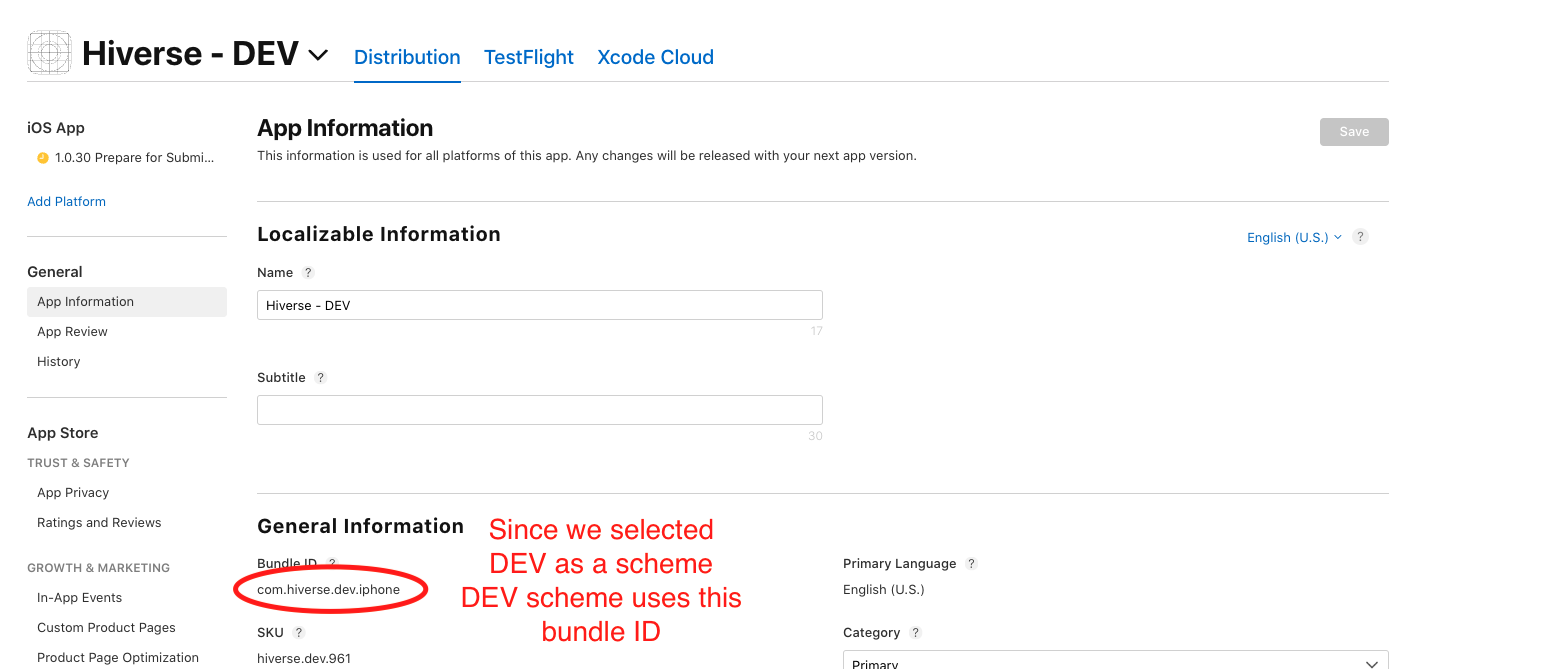 Hiverse - DEV
Distribution
TestFlight
Xcode Cloud
iOS App
1.0.30 Prepare for Submi...
Add Platform
General
App Information
App Review
History
App Store
TRUST & SAFETY
App Privacy
Ratings and Reviews
GROWTH & MARKETING
In-App Events
Custom Product Pages
Product Page Optimization
App Information
Save
This information is used for all platforms of this app. Any changes will be released with your next app version.
Localizable Information
English (U.S.)
?
Name ?
Hiverse - DEV
17
Subtitle ?
30
General Information
Bundle ID ?
com.hiverse.dev.iphone
SKU ?
hiverse.dev.961
Since we selected
DEV as a scheme
DEV scheme uses this
bundle ID
Primary Language ?
English (U.S.)
Category ?
Primary